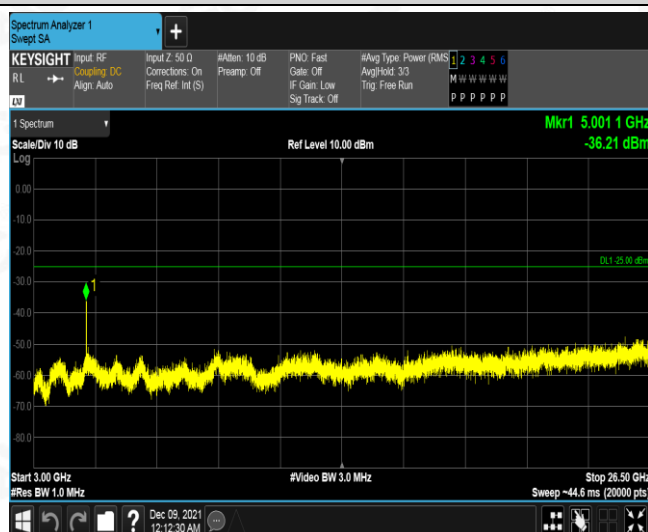 Spectrum Analyzer 1
Swept SA
+
KEYSIGHT Input: RF Input Z: 50 Ω #Atten: 10 dB PNO: Fast #Avg Type: Power (RMS 1 2 3 4 5 6
RL Coupling: DC Corrections: On Preamp: Off Gate: Off Avg|Hold: 3/3 M W W W W W
Align: Auto Freq Ref: Int (S) IF Gain: Low Trig: Free Run
Sig Track: Off P P P P P P
LXI
1 Spectrum Mkr1 5.001 1 GHz
Scale/Div 10 dB Ref Level 10.00 dBm -36.21 dBm
Log
0.00
-10.0
-20.0
DL1 -25.00 dBm
-30.0
1
-40.0
-50.0
-60.0
-70.0
-80.0
Start 3.00 GHz #Video BW 3.0 MHz Stop 26.50 GHz
#Res BW 1.0 MHz Sweep ~44.6 ms (20000 pts)
? Dec 09, 2021
12:12:30 AM